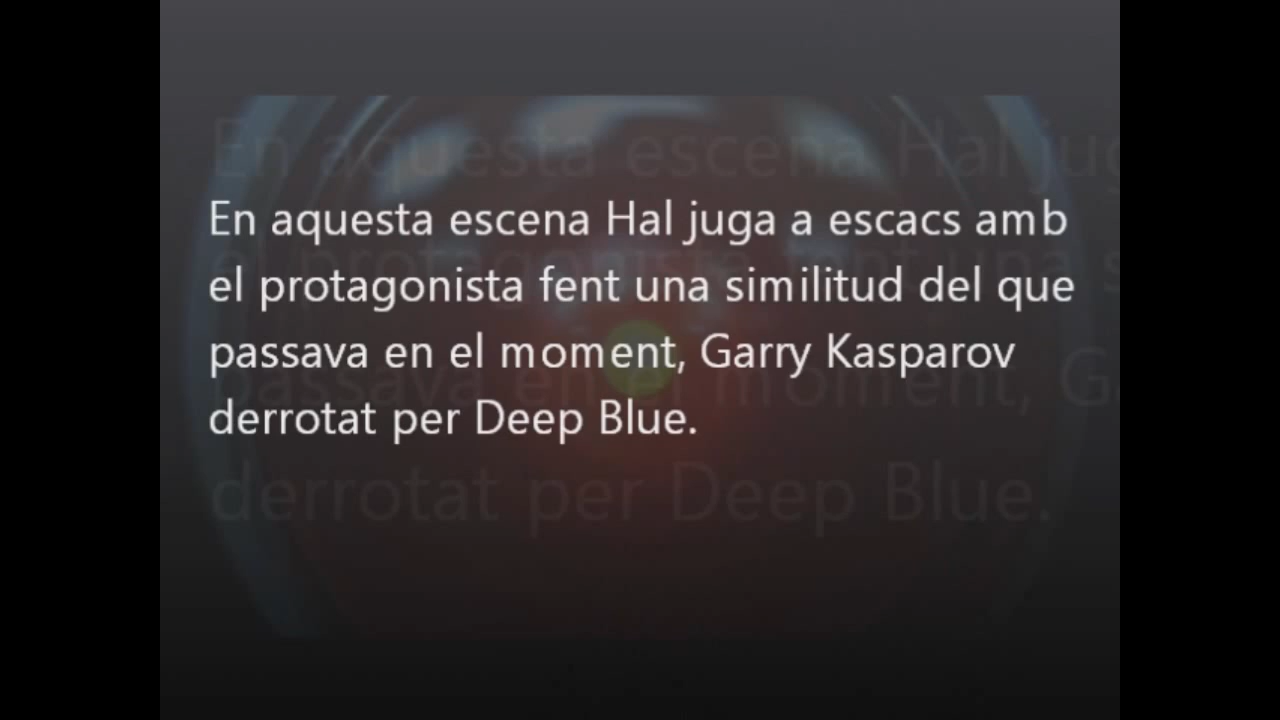 En aquesta escena Hal juga a escacs amb
el protagonista fent una similitud del que
passava en el moment, Garry Kasparov
derrotat per Deep Blue.